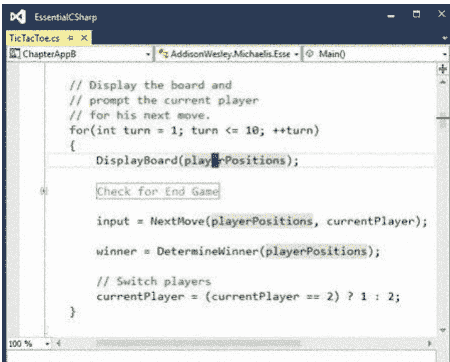 EssentialCSharp
TicTacToe.cs
ChapterAppB AddisonWesley.Michaelis.Esse Main()
// Display the board and
// prompt the current player
// for his next move.
for(int turn = 1; turn <= 10; ++turn)
{
DisplayBoard(playerPositions);
Check for End Game
input = NextMove(playerPositions, currentPlayer);
winner = DetermineWinner(playerPositions);
// Switch players
currentPlayer = (currentPlayer == 2) ? 1 : 2;
}
100 %